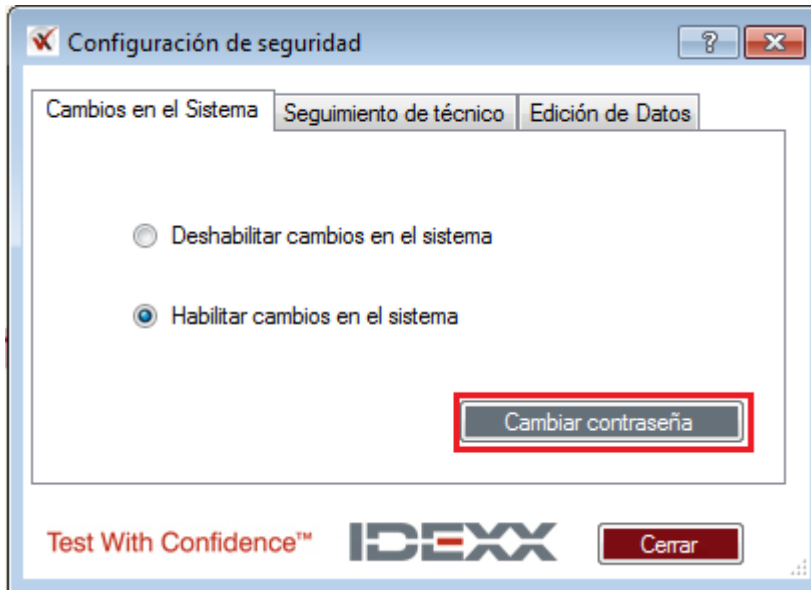 Configuración de seguridad
Cambios en el Sistema Seguimiento de técnico Edición de Datos
Deshabilitar cambios en el sistema
Habilitar cambios en el sistema
Cambiar contraseña
Test With Confidence™ IDEXX Cerrar